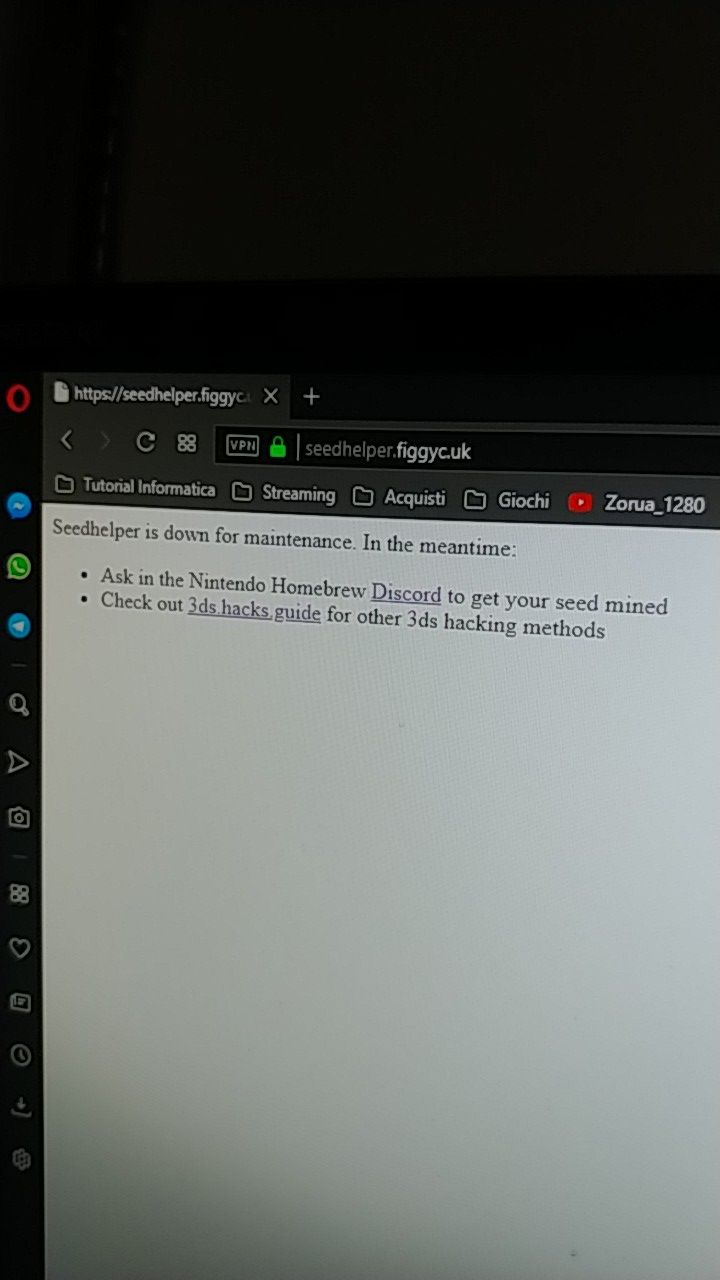 https://seedhelper.figgyc.
VPN seedhelper.figgyc.uk
Tutorial Informatica Streaming Acquisti Giochi Zorua_1280
Seedhelper is down for maintenance. In the meantime:
• Ask in the Nintendo Homebrew Discord to get your seed mined
• Check out 3ds.hacks.guide for other 3ds hacking methods